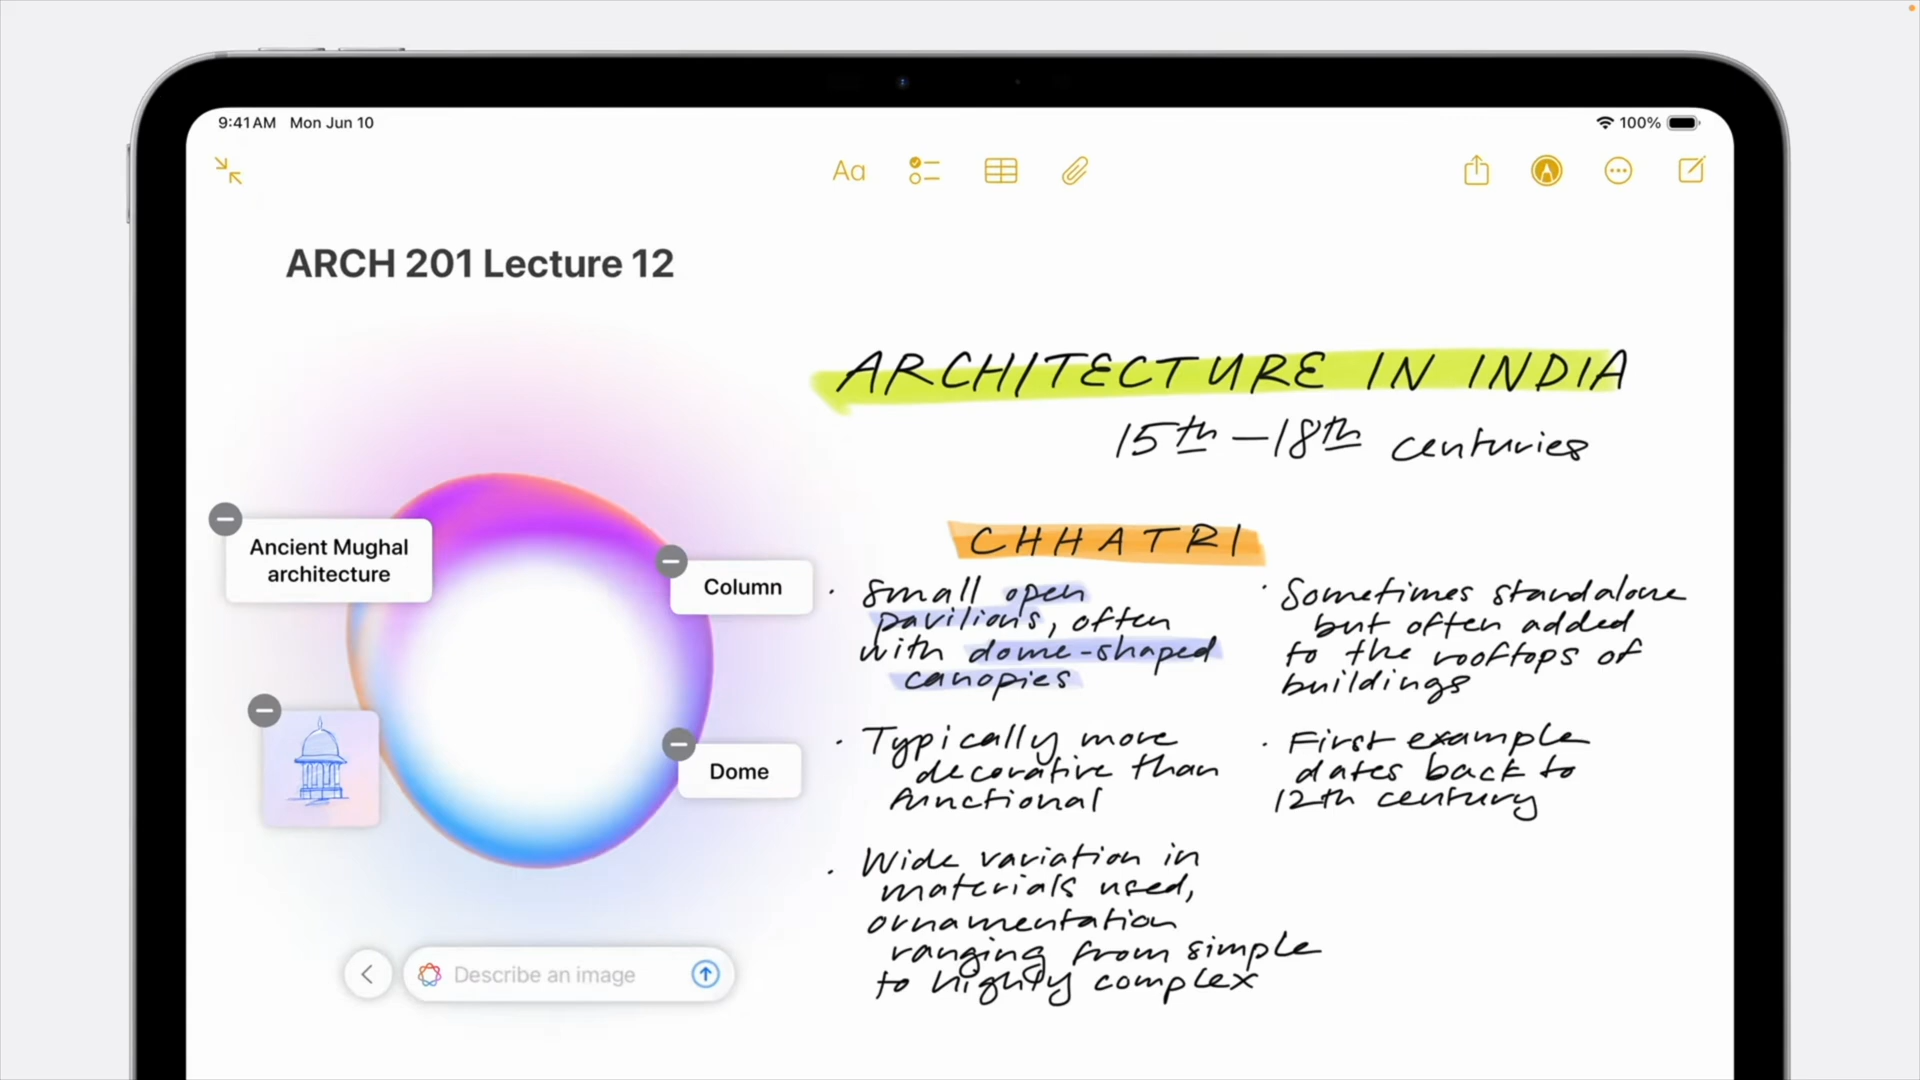 9:41 AM Mon Jun 10
100%
Aa
ARCH 201 Lecture 12
ARCHITECTURE IN INDIA
15th – 18th centuries
Ancient Mughal
architecture
Column
Dome
Describe an image
CHHATRI
· Small open
pavilions, often
with dome-shaped
canopies
· Typically more
decorative than
functional
· Wide variation in
materials used,
ornamentation
ranging from simple
to highly complex
· Sometimes standalone
but often added
to the rooftops of
buildings
· First example
dates back to
12th century